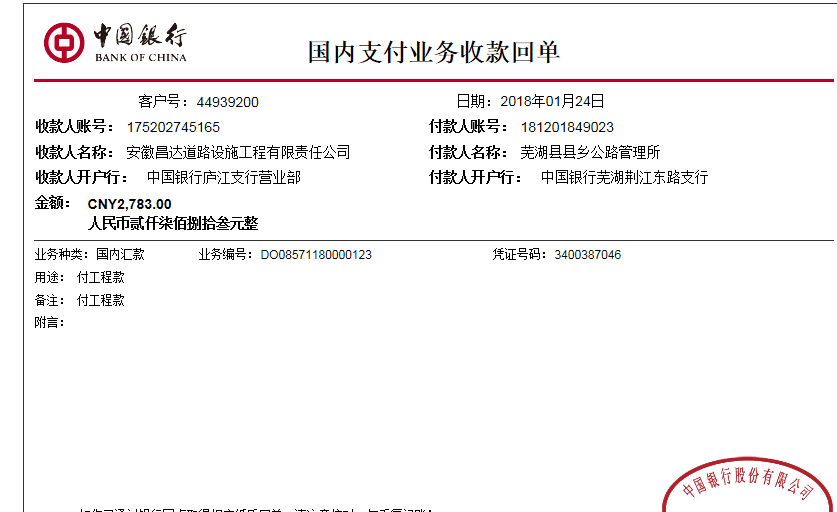 中国银行
BANK OF CHINA
国内支付业务收款回单
客户号：44939200 日期：2018年01月24日
收款人账号：175202745165 付款人账号：181201849023
收款人名称：安徽昌达道路设施工程有限责任公司 付款人名称：芜湖县县乡公路管理所
收款人开户行：中国银行庐江支行营业部 付款人开户行：中国银行芜湖荆江东路支行
金额：CNY2,783.00
人民币贰仟柒佰捌拾叁元整
业务种类：国内汇款 业务编号：DO08571180000123 凭证号码：3400387046
用途：付工程款
备注：付工程款
附言：
中国银行股份有限公司